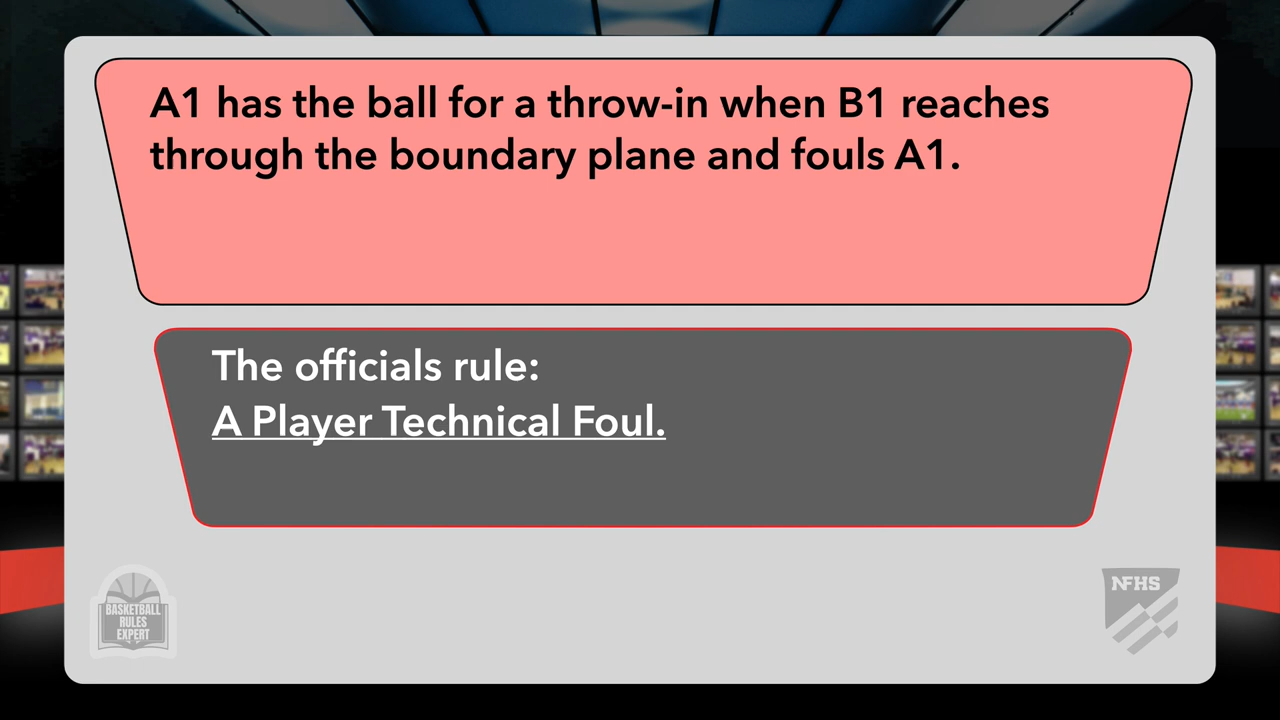 A1 has the ball for a throw-in when B1 reaches
through the boundary plane and fouls A1.
The officials rule:
A Player Technical Foul.
BASKETBALL
RULES
EXPERT
NFHS